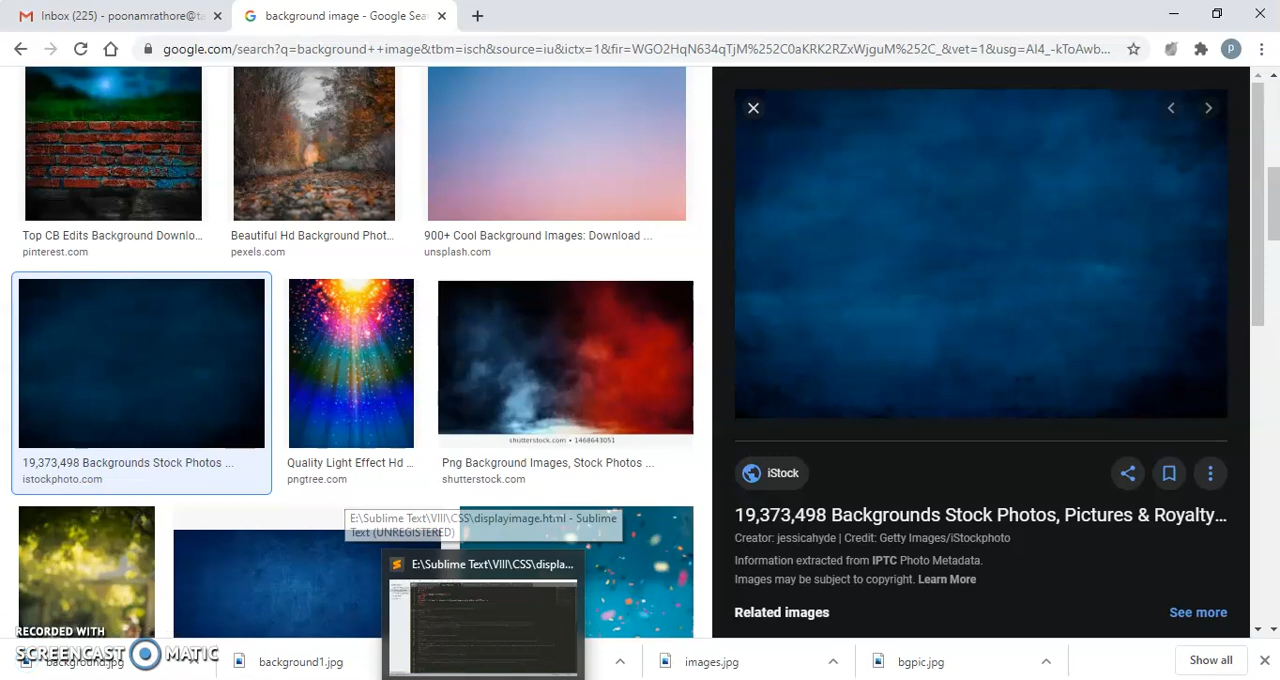 Inbox (225) - poonamrathore@ta
background image - Google Sea
google.com/search?q=background++image&tbm=isch&source=iu&ictx=1&fir=WGO2HqN634qTjM%252C0aKRK2RZxWjguM%252C_&vet=1&usg=AI4_-kToAwb...
P
Top CB Edits Background Downlo...
pinterest.com
Beautiful Hd Background Phot...
pexels.com
900+ Cool Background Images: Download ...
unsplash.com
shutterstock.com • 1468643051
19,373,498 Backgrounds Stock Photos ...
istockphoto.com
Quality Light Effect Hd ...
pngtree.com
Png Background Images, Stock Photos ...
shutterstock.com
iStock
19,373,498 Backgrounds Stock Photos, Pictures & Royalty...
Creator: jessicahyde | Credit: Getty Images/iStockphoto
Information extracted from IPTC Photo Metadata.
Images may be subject to copyright. Learn More
Related images
See more
E:\Sublime Text\VIII\CSS\displayimage.html - Sublime
Text (UNREGISTERED)
E:\Sublime Text\VIII\CSS\displa...
RECORDED WITH
SCREENCAST MATIC
background.jpg
background1.jpg
images.jpg
bgpic.jpg
Show all